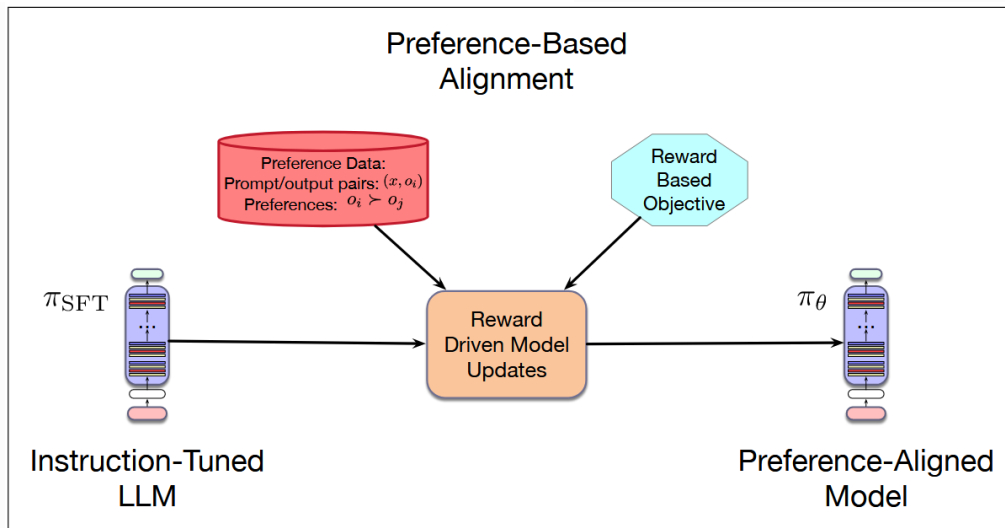 Preference-Based
Alignment
Preference Data:
Prompt/output pairs: (x, oᵢ)
Preferences: oᵢ ≻ oⱼ
Reward
Based
Objective
π_SFT
...
Reward
Driven Model
Updates
π_θ
...
Instruction-Tuned
LLM
Preference-Aligned
Model